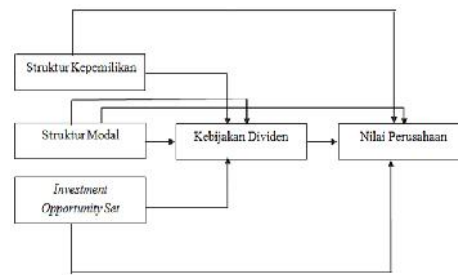 Struktur Kepemilikan
Struktur Modal
Kebijakan Dividen
Nilai Perusahaan
Investment
Opportunity Set